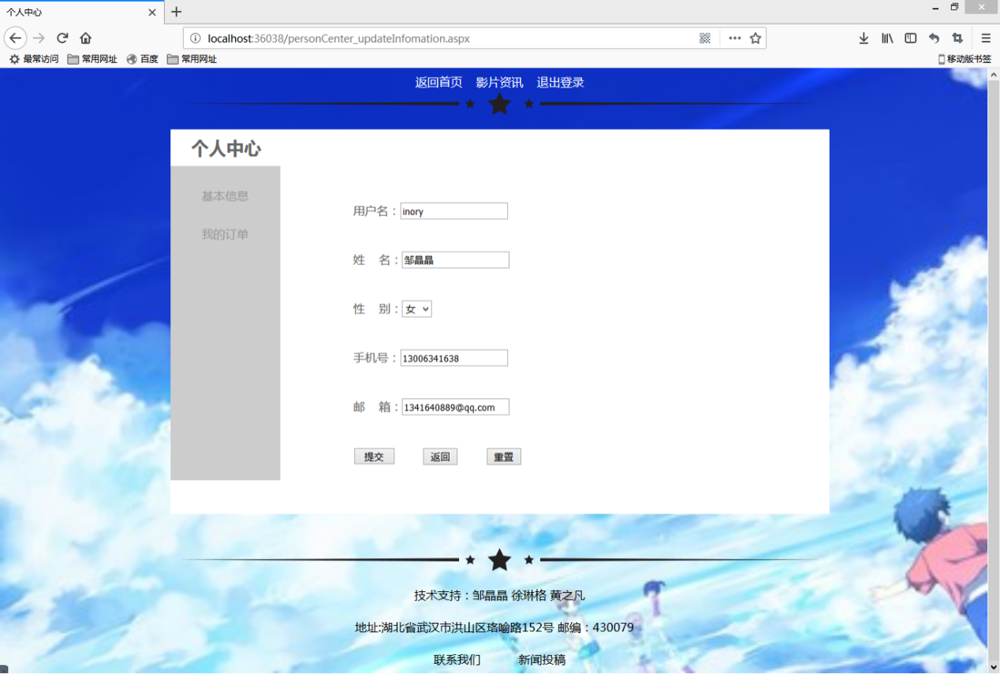 个人中心
localhost:36038/personCenter_updateInfomation.aspx
最常访问 常用网址 百度 常用网址 移动版书签
返回首页 影片资讯 退出登录
个人中心
基本信息
我的订单
用户名：inory
姓 名：邹晶晶
性 别：女
手机号：13006341638
邮 箱：1341640889@qq.com
提交 返回 重置
技术支持：邹晶晶 徐琳格 黄之凡
地址:湖北省武汉市洪山区珞喻路152号 邮编：430079
联系我们 新闻投稿